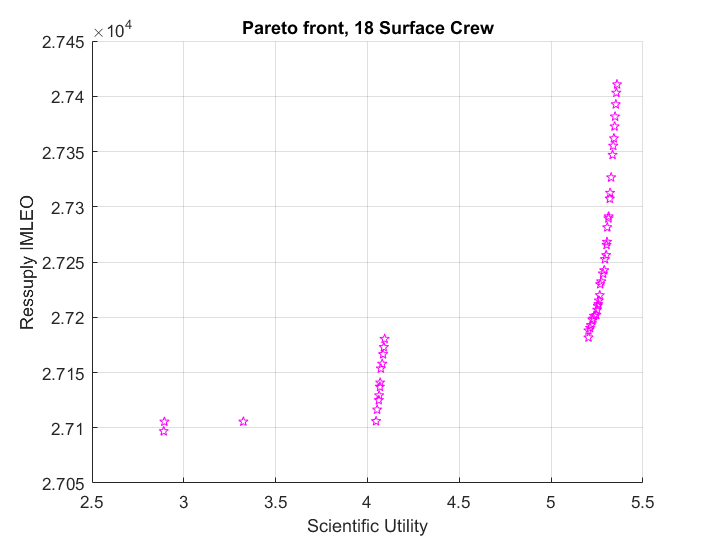 Pareto front, 18 Surface Crew
×10⁴
2.745
2.74
2.735
2.73
2.725
2.72
2.715
2.71
2.705
Ressuply IMLEO
2.5 3 3.5 4 4.5 5 5.5
Scientific Utility